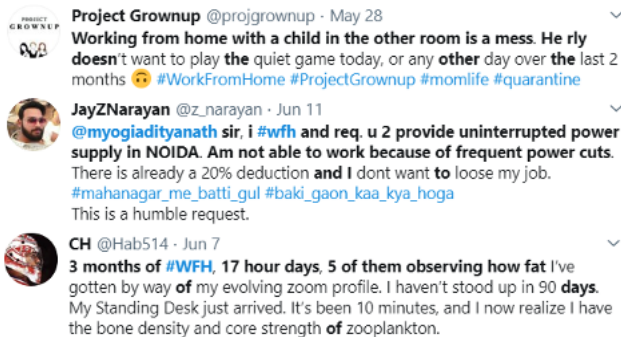 PROJECT
GROWNUP
Project Grownup @projgrownup · May 28
Working from home with a child in the other room is a mess. He rly
doesn't want to play the quiet game today, or any other day over the last 2
months 🙃 #WorkFromHome #ProjectGrownup #momlife #quarantine
JayZNarayan @z_narayan · Jun 11
@myogiadityanath sir, i #wfh and req. u 2 provide uninterrupted power
supply in NOIDA. Am not able to work because of frequent power cuts.
There is already a 20% deduction and I dont want to loose my job.
#mahanagar_me_batti_gul #baki_gaon_kaa_kya_hoga
This is a humble request.
CH @Hab514 · Jun 7
3 months of #WFH, 17 hour days, 5 of them observing how fat I've
gotten by way of my evolving zoom profile. I haven't stood up in 90 days.
My Standing Desk just arrived. It's been 10 minutes, and I now realize I have
the bone density and core strength of zooplankton.